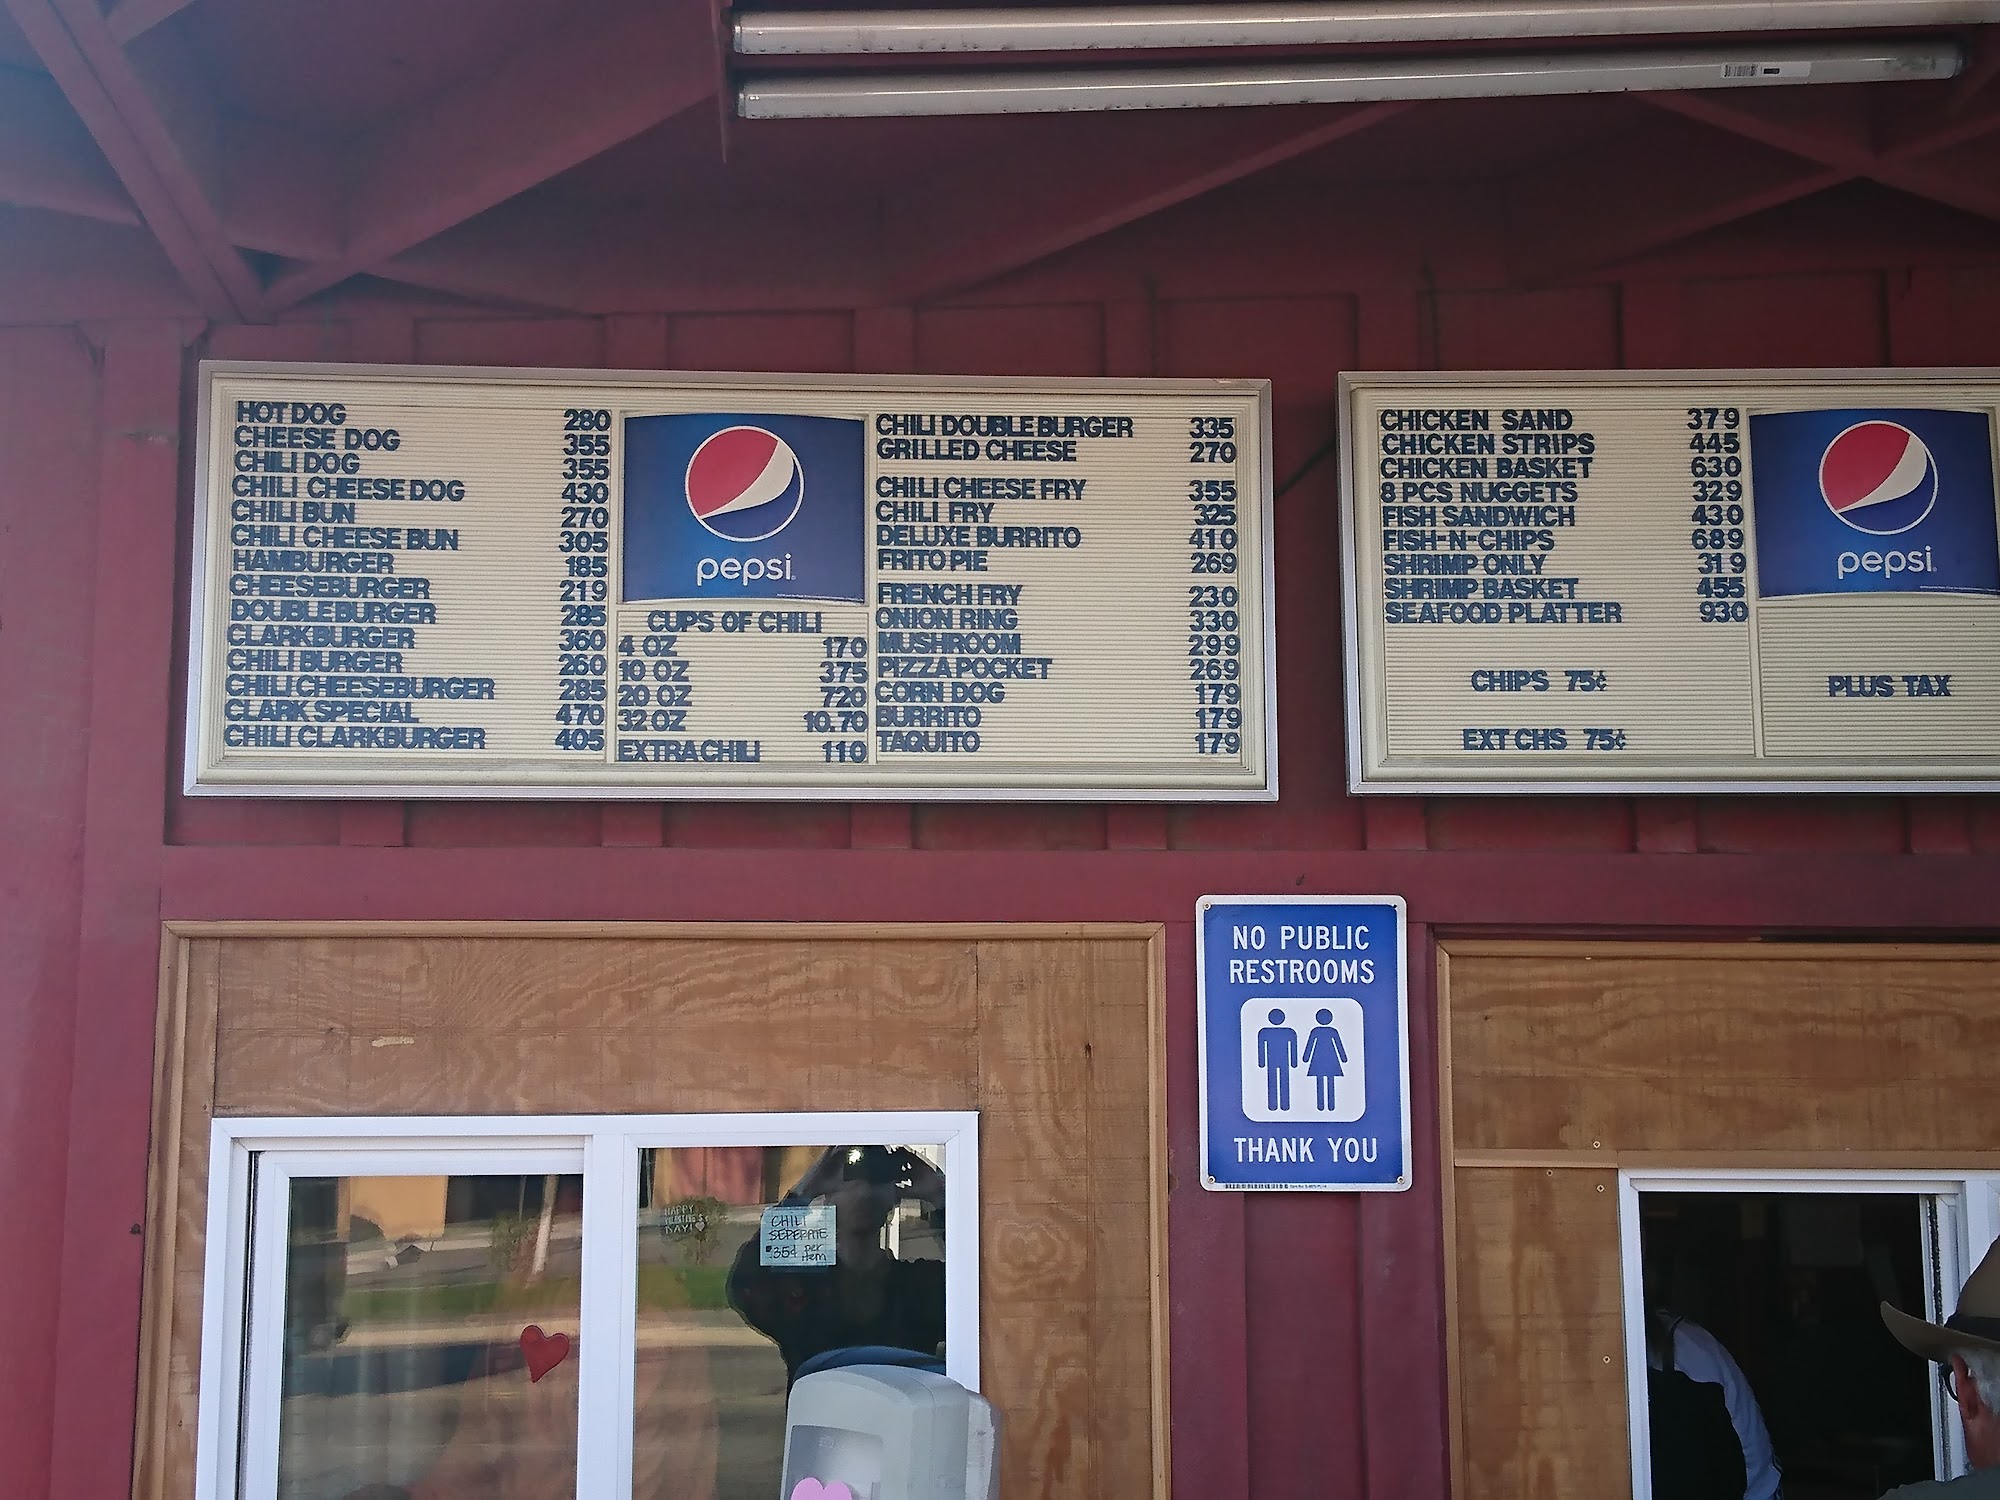 HOT DOG 280
CHEESE DOG 355
CHILI DOG 355
CHILI CHEESE DOG 430
CHILI BUN 270
CHILI CHEESE BUN 305
HAMBURGER 185
CHEESEBURGER 219
DOUBLE BURGER 285
CLARKBURGER 360
CHILI BURGER 260
CHILI CHEESEBURGER 285
CLARK SPECIAL 470
CHILI CLARKBURGER 405
pepsi
CUPS OF CHILI
4 OZ 170
10 OZ 375
20 OZ 720
32 OZ 10.70
EXTRA CHILI 110
CHILI DOUBLE BURGER 335
GRILLED CHEESE 270
CHILI CHEESE FRY 355
CHILI FRY 325
DELUXE BURRITO 410
FRITO PIE 269
FRENCH FRY 230
ONION RING 330
MUSHROOM 299
PIZZA POCKET 269
CORN DOG 179
BURRITO 179
TAQUITO 179
CHICKEN SAND 379
CHICKEN STRIPS 445
CHICKEN BASKET 630
8 PCS NUGGETS 329
FISH SANDWICH 430
FISH-N-CHIPS 689
SHRIMP ONLY 319
SHRIMP BASKET 455
SEAFOOD PLATTER 930
CHIPS 75¢
EXT CHS 75¢
pepsi
PLUS TAX
NO PUBLIC
RESTROOMS
THANK YOU
HAPPY
VALENTINE'S
DAY!
CHILI
SEPERATE
.35¢ per
item